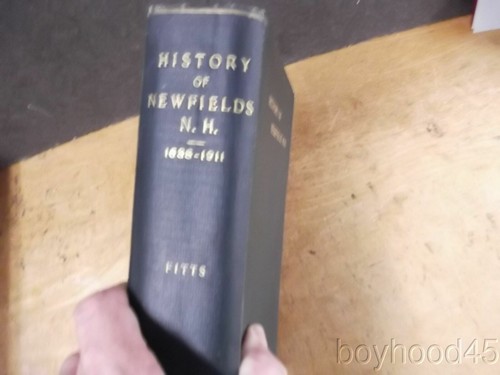 HISTORY
OF
NEWFIELDS
N. H.
1638-1911
FITTS
boyhood45